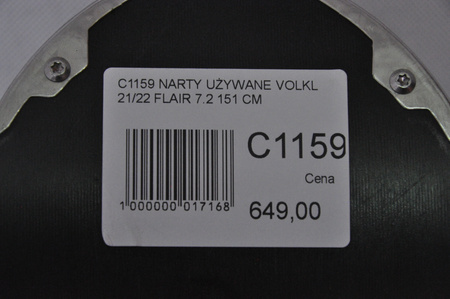 C1159 NARTY UŻYWANE VOLKL
21/22 FLAIR 7.2 151 CM
C1159
Cena
649,00
1 000000 017168